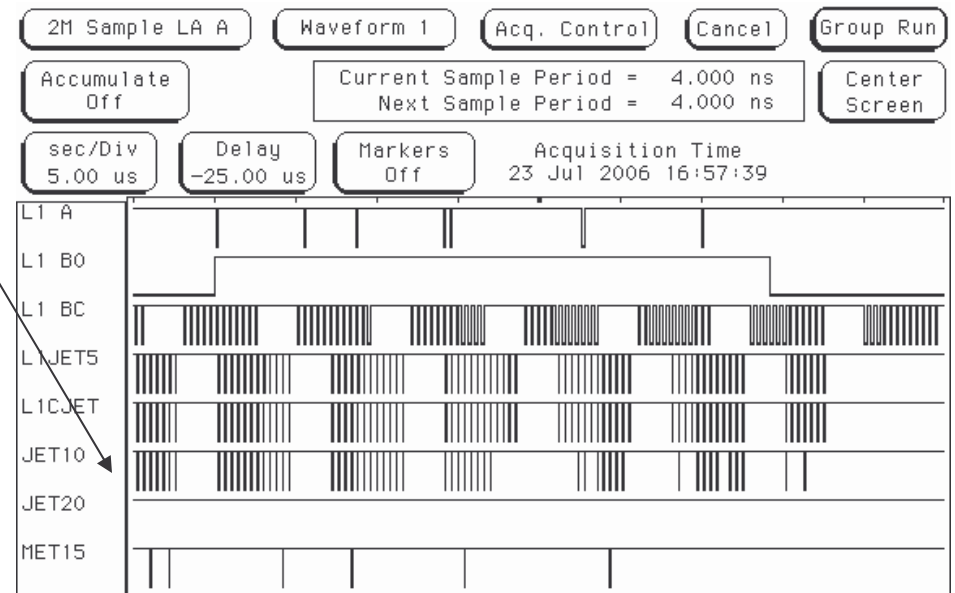 2M Sample LA A
Waveform 1
Acq. Control
Cancel
Group Run
Accumulate
Off
Current Sample Period = 4.000 ns
Next Sample Period = 4.000 ns
Center
Screen
sec/Div
5.00 us
Delay
-25.00 us
Markers
Off
Acquisition Time
23 Jul 2006 16:57:39
L1 A
L1 B0
L1 BC
L1JET5
L1CJET
JET10
JET20
MET15